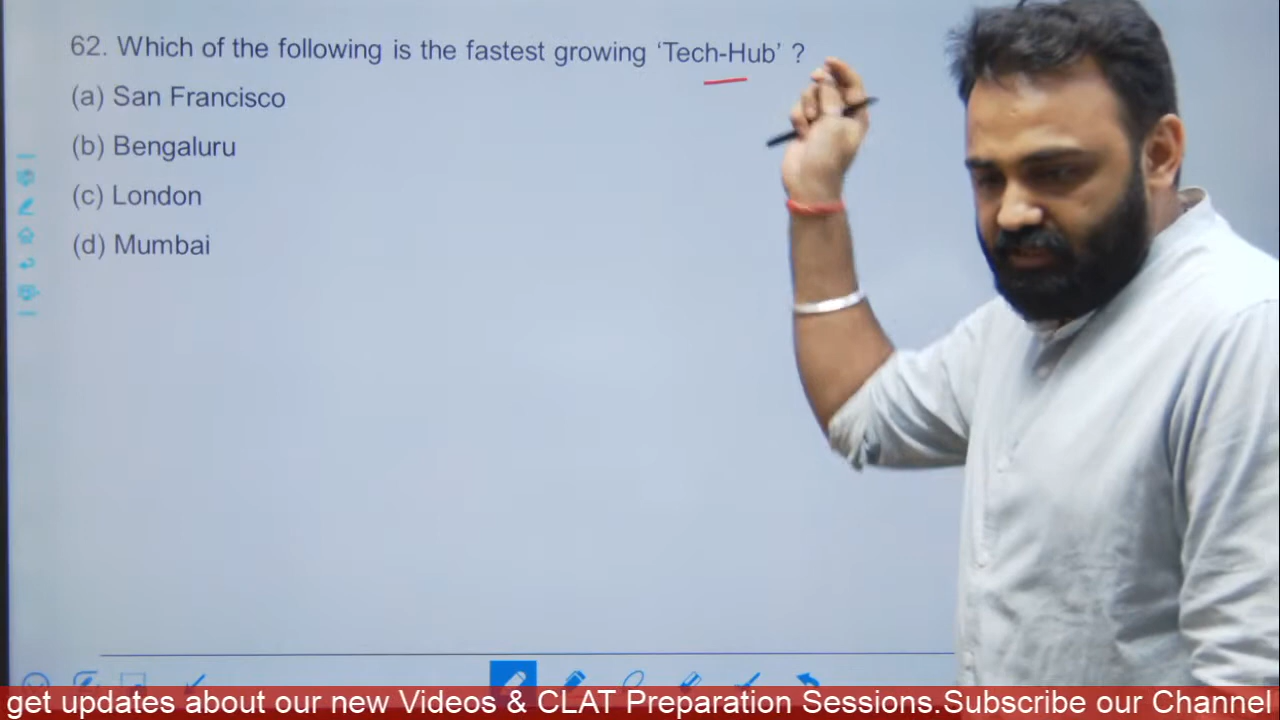 62. Which of the following is the fastest growing ‘Tech-Hub’ ?
(a) San Francisco
(b) Bengaluru
(c) London
(d) Mumbai
get updates about our new Videos & CLAT Preparation Sessions.Subscribe our Channel